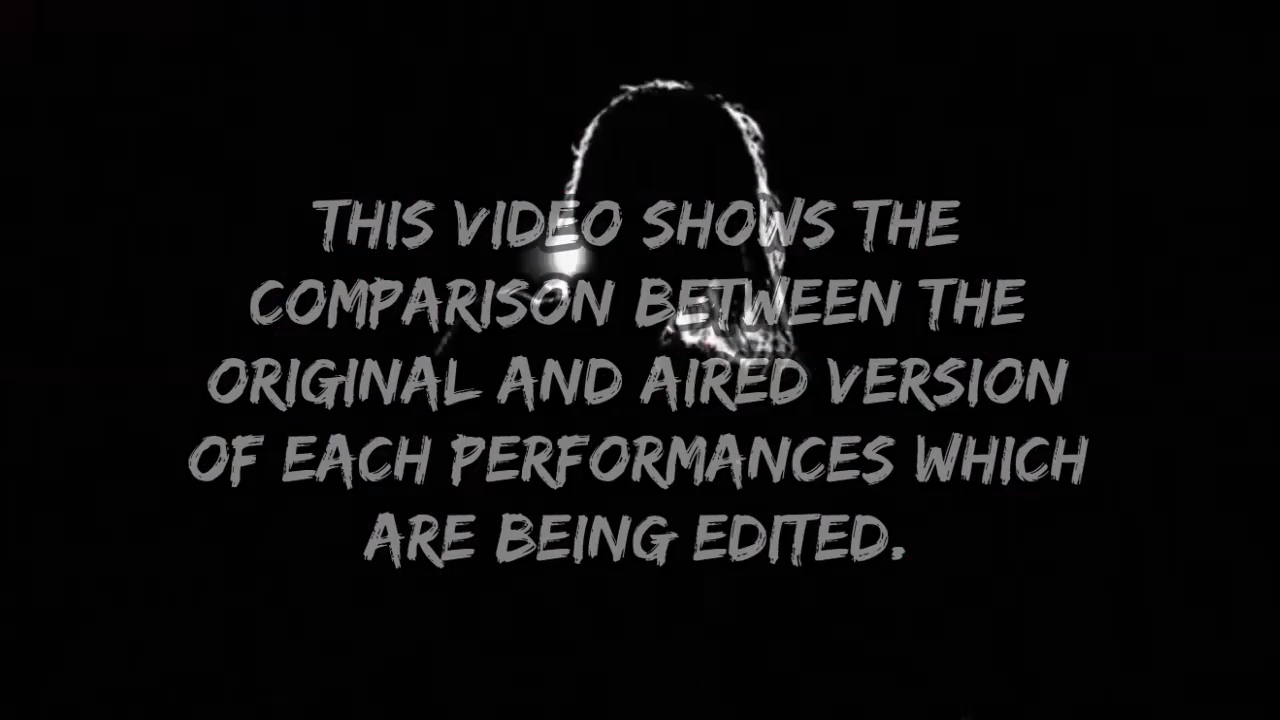 THIS VIDEO SHOWS THE
COMPARISON BETWEEN THE
ORIGINAL AND AIRED VERSION
OF EACH PERFORMANCES WHICH
ARE BEING EDITED.